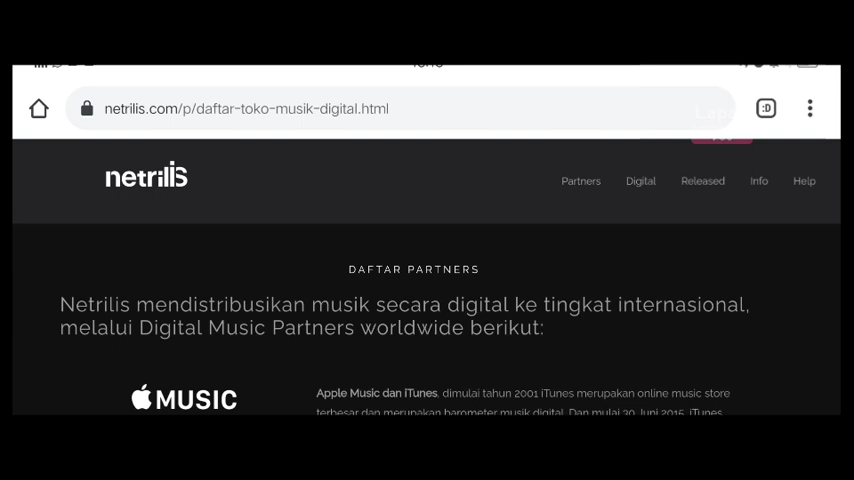 netrilis.com/p/daftar-toko-musik-digital.html
:D
netrilis
Partners Digital Released Info Help
DAFTAR PARTNERS
Netrilis mendistribusikan musik secara digital ke tingkat internasional,
melalui Digital Music Partners worldwide berikut:
MUSIC
Apple Music dan iTunes, dimulai tahun 2001 iTunes merupakan online music store
terbesar dan merupakan barometer musik digital. Dan mulai 30 Juni 2015, iTunes